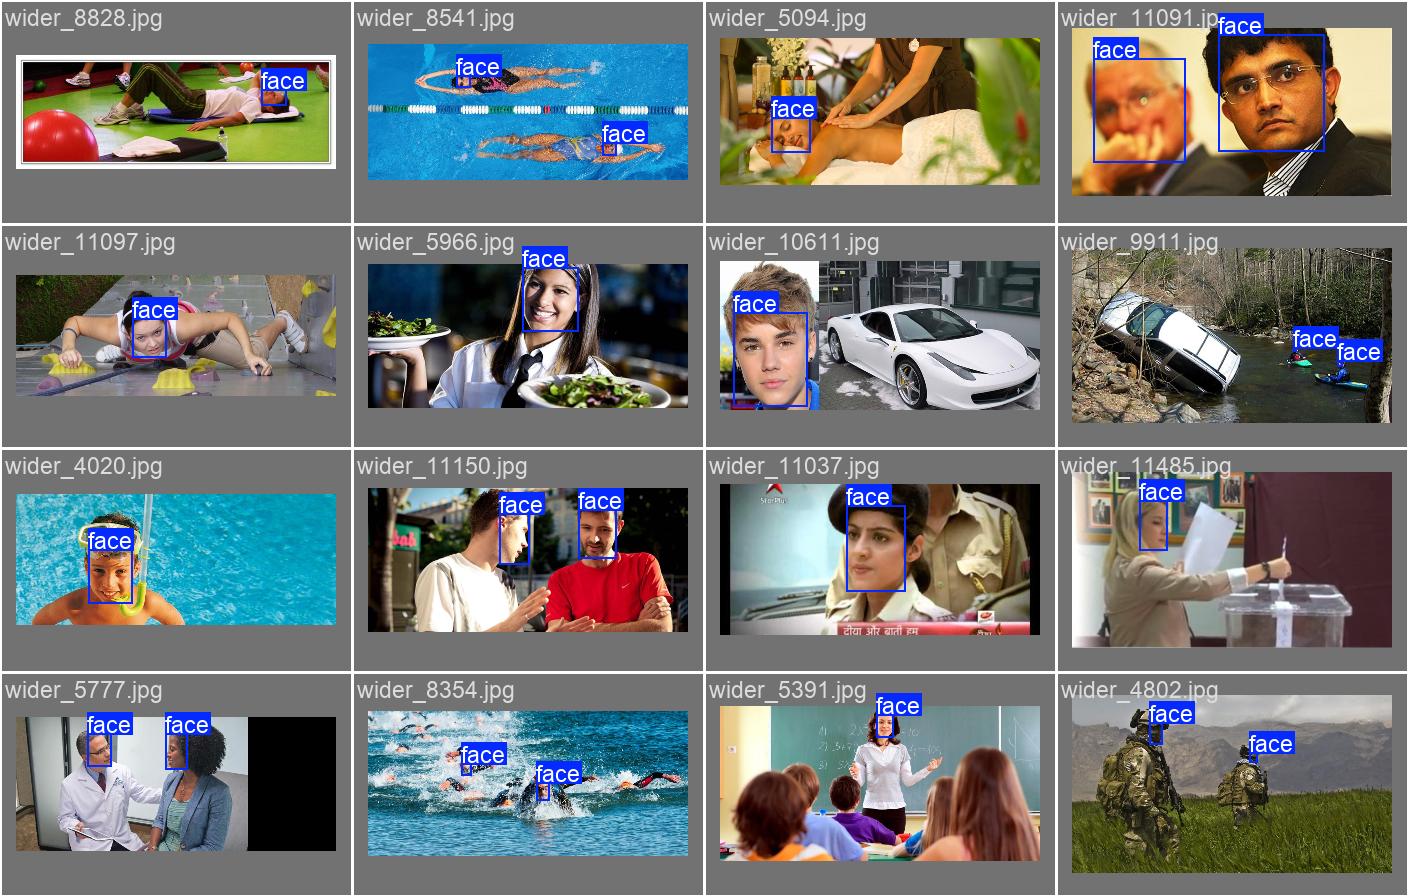 wider_8828.jpg
wider_8541.jpg
wider_5094.jpg
wider_11091.jpg
face
face
face
face
face
face
wider_11097.jpg
wider_5966.jpg
wider_10611.jpg
wider_9911.jpg
face
face
face
face
face
wider_4020.jpg
wider_11150.jpg
wider_11037.jpg
wider_11485.jpg
face
face
face
face
face
StarPlus
दीया और बाती हम
wider_5777.jpg
wider_8354.jpg
wider_5391.jpg
wider_4802.jpg
face
face
face
face
face
face
face